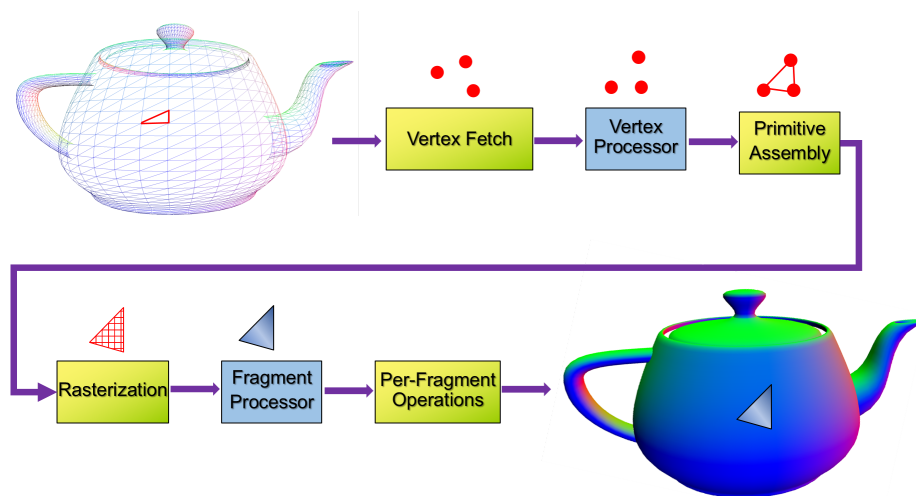 Vertex Fetch
Vertex
Processor
Primitive
Assembly
Rasterization
Fragment
Processor
Per-Fragment
Operations